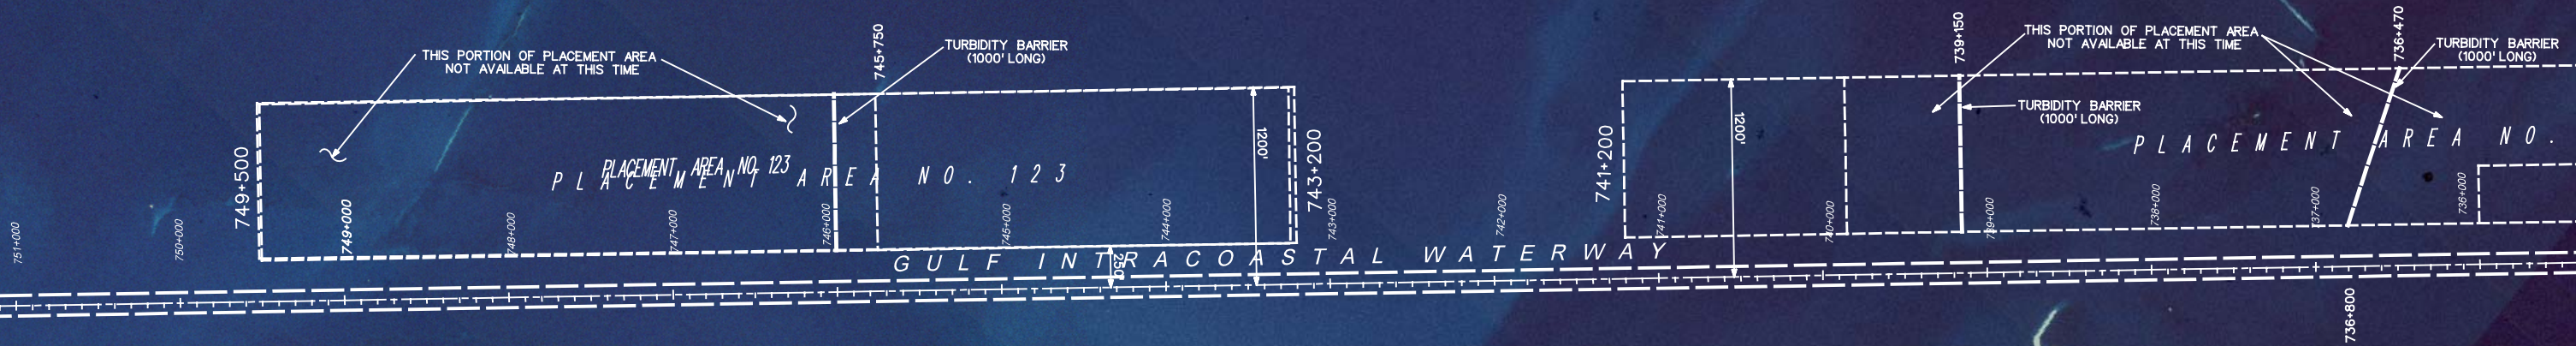 THIS PORTION OF PLACEMENT AREA
NOT AVAILABLE AT THIS TIME
745+750
TURBIDITY BARRIER
(1000' LONG)
739+150
THIS PORTION OF PLACEMENT AREA
NOT AVAILABLE AT THIS TIME
736+470
TURBIDITY BARRIER
(1000' LONG)
TURBIDITY BARRIER
(1000' LONG)
1200'
1200'
749+500
PLACEMENT AREA NO. 123
PLACEMENT AREA NO. 123
743+200
741+200
PLACEMENT AREA NO.
751+000
750+000
749+000
748+000
747+000
746+000
745+000
744+000
743+000
742+000
741+000
740+000
739+000
738+000
737+000
736+000
GULF INTRACOASTAL WATERWAY
250'
736+800